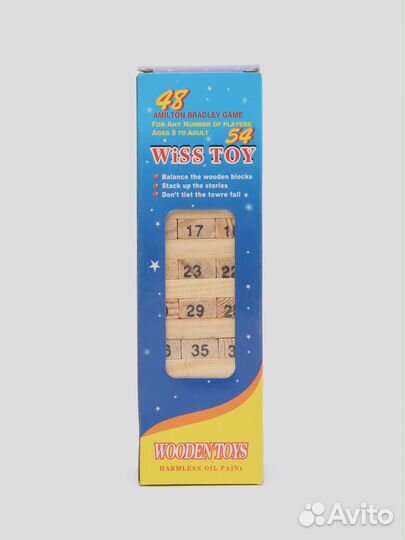 48
AMILTON BRADLEY GAME
FOR ANY NUMBER OF PLAYERS
AGES 8 TO ADULT 54
WiSS TOY
Balance the wooden blocks
Stack up the stories
Don't tlet the towre fall
17
23 22
29
35
WOODEN TOYS
HARMLESS OIL PAINt
Avito